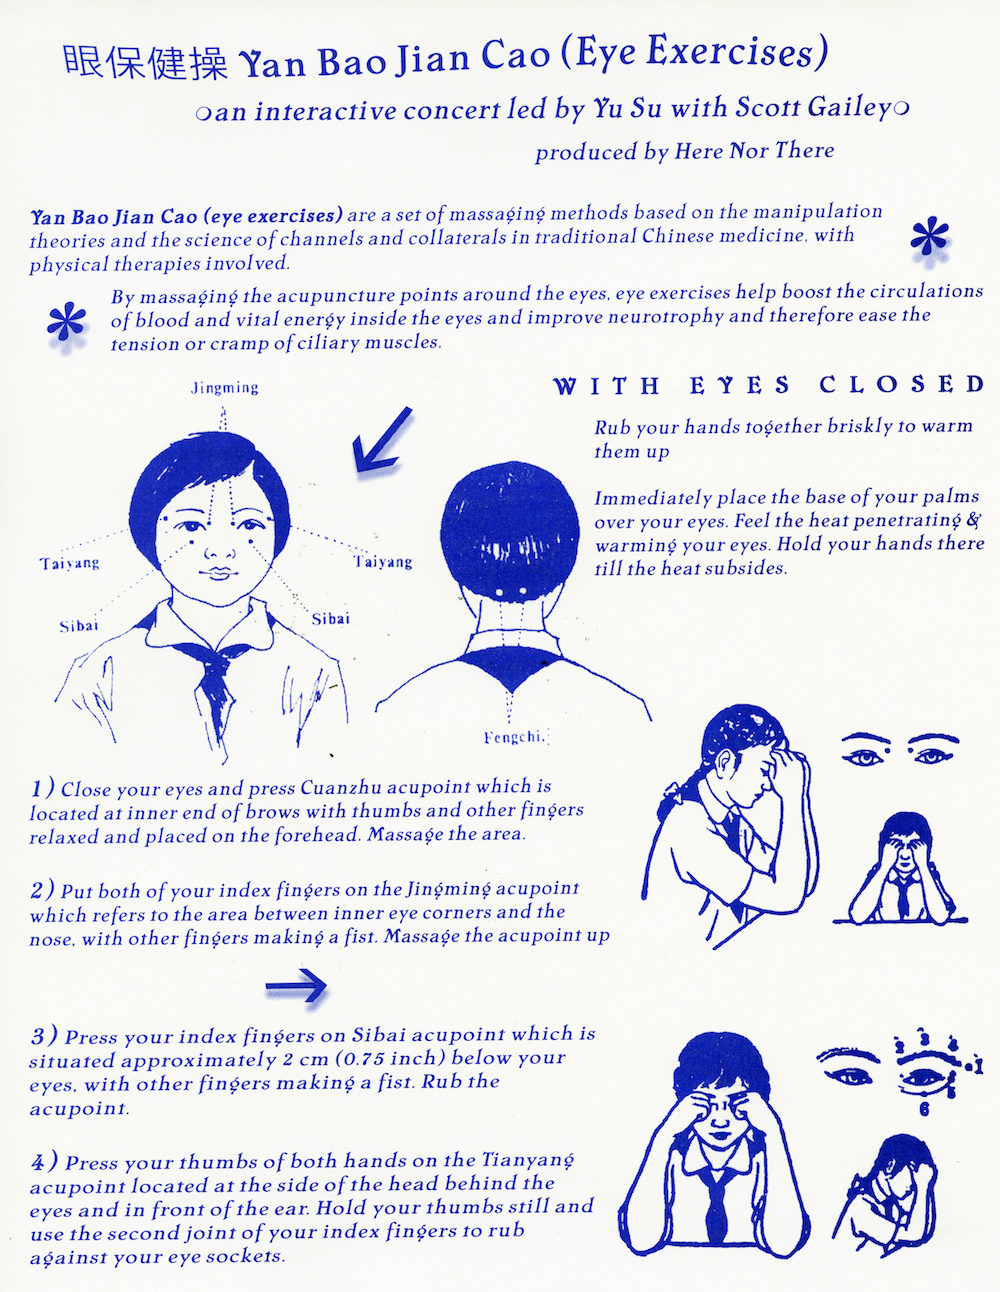 眼保健操 Yan Bao Jian Cao (Eye Exercises)
an interactive concert led by Yu Su with Scott Gailey
produced by Here Nor There
Yan Bao Jian Cao (eye exercises) are a set of massaging methods based on the manipulation
theories and the science of channels and collaterals in traditional Chinese medicine, with
physical therapies involved.
By massaging the acupuncture points around the eyes, eye exercises help boost the circulations
of blood and vital energy inside the eyes and improve neurotrophy and therefore ease the
tension or cramp of ciliary muscles.
Jingming
Taiyang
Taiyang
Sibai
Sibai
Fengchi.
WITH EYES CLOSED
Rub your hands together briskly to warm
them up
Immediately place the base of your palms
over your eyes. Feel the heat penetrating &
warming your eyes. Hold your hands there
till the heat subsides.
1) Close your eyes and press Cuanzhu acupoint which is
located at inner end of brows with thumbs and other fingers
relaxed and placed on the forehead. Massage the area.
2) Put both of your index fingers on the Jingming acupoint
which refers to the area between inner eye corners and the
nose, with other fingers making a fist. Massage the acupoint up
3) Press your index fingers on Sibai acupoint which is
situated approximately 2 cm (0.75 inch) below your
eyes, with other fingers making a fist. Rub the
acupoint.
4) Press your thumbs of both hands on the Tianyang
acupoint located at the side of the head behind the
eyes and in front of the ear. Hold your thumbs still and
use the second joint of your index fingers to rub
against your eye sockets.
2 3 4
1
5
6